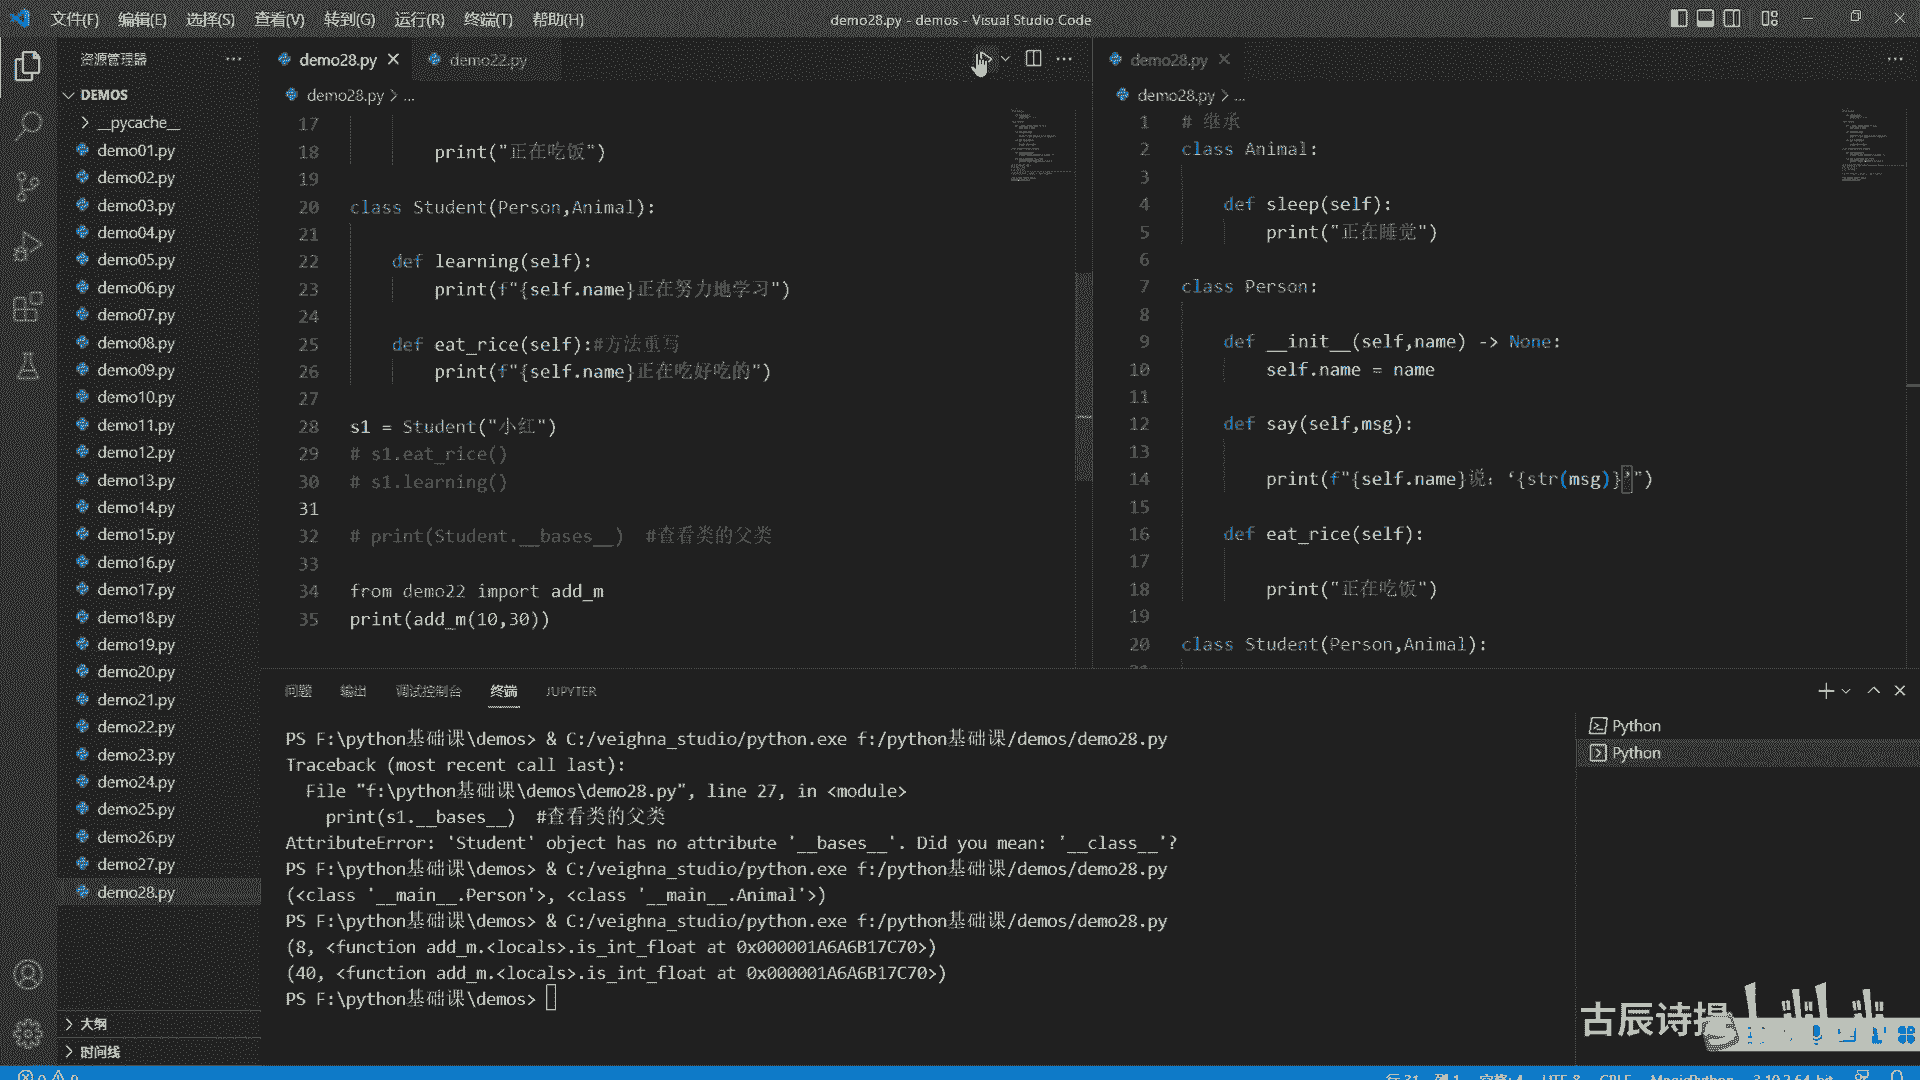 文件(F) 编辑(E) 选择(S) 查看(V) 转到(G) 运行(R) 终端(T) 帮助(H) demo28.py - demos - Visual Studio Code
资源管理器
DEMOS
__pycache__
demo01.py
demo02.py
demo03.py
demo04.py
demo05.py
demo06.py
demo07.py
demo08.py
demo09.py
demo10.py
demo11.py
demo12.py
demo13.py
demo14.py
demo15.py
demo16.py
demo17.py
demo18.py
demo19.py
demo20.py
demo21.py
demo22.py
demo23.py
demo24.py
demo25.py
demo26.py
demo27.py
demo28.py
大纲
时间线
demo28.py demo22.py
demo28.py > ...
17
18 print("正在吃饭")
19
20 class Student(Person,Animal):
21
22 def learning(self):
23 print(f"{self.name}正在努力地学习")
24
25 def eat_rice(self):#方法重写
26 print(f"{self.name}正在吃好吃的")
27
28 s1 = Student("小红")
29 # s1.eat_rice()
30 # s1.learning()
31
32 # print(Student.__bases__)  #查看类的父类
33
34 from demo22 import add_m
35 print(add_m(10,30))
demo28.py
demo28.py > ...
1 # 继承
2 class Animal:
3
4 def sleep(self):
5 print("正在睡觉")
6
7 class Person:
8
9 def __init__(self,name) -> None:
10 self.name = name
11
12 def say(self,msg):
13
14 print(f"{self.name}说：‘{str(msg)}’")
15
16 def eat_rice(self):
17
18 print("正在吃饭")
19
20 class Student(Person,Animal):
问题 输出 调试控制台 终端 JUPYTER
PS F:\python基础课\demos> & C:/veighna_studio/python.exe f:/python基础课/demos/demo28.py
Traceback (most recent call last):
File "f:\python基础课\demos\demo28.py", line 27, in <module>
print(s1.__bases__)  #查看类的父类
AttributeError: 'Student' object has no attribute '__bases__'. Did you mean: '__class__'?
PS F:\python基础课\demos> & C:/veighna_studio/python.exe f:/python基础课/demos/demo28.py
(<class '__main__.Person'>, <class '__main__.Animal'>)
PS F:\python基础课\demos> & C:/veighna_studio/python.exe f:/python基础课/demos/demo28.py
(8, <function add_m.<locals>.is_int_float at 0x000001A6A6B17C70>)
(40, <function add_m.<locals>.is_int_float at 0x000001A6A6B17C70>)
PS F:\python基础课\demos>
Python
Python
古辰诗提